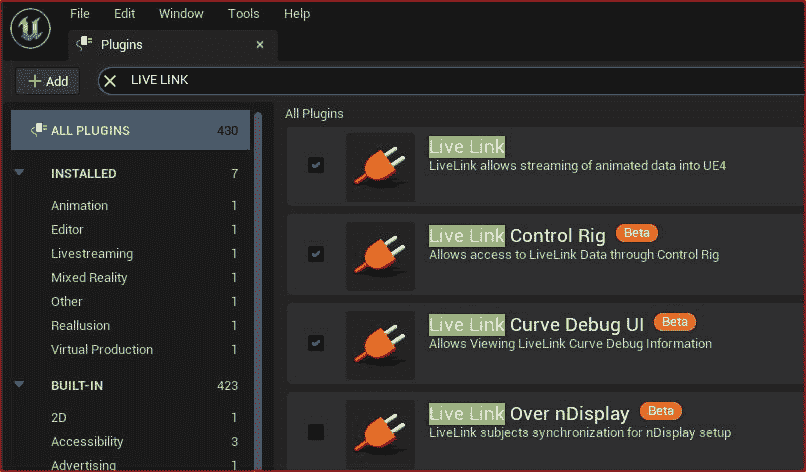 File Edit Window Tools Help
Plugins
Add
LIVE LINK
ALL PLUGINS 430
INSTALLED 7
Animation 1
Editor 1
Livestreaming 1
Mixed Reality 1
Other 1
Reallusion 1
Virtual Production 1
BUILT-IN 423
2D 1
Accessibility 3
Advertising 1
All Plugins
Live Link
LiveLink allows streaming of animated data into UE4
Live Link Control Rig Beta
Allows access to LiveLink Data through Control Rig
Live Link Curve Debug UI Beta
Allows Viewing LiveLink Curve Debug Information
Live Link Over nDisplay Beta
LiveLink subjects synchronization for nDisplay setup